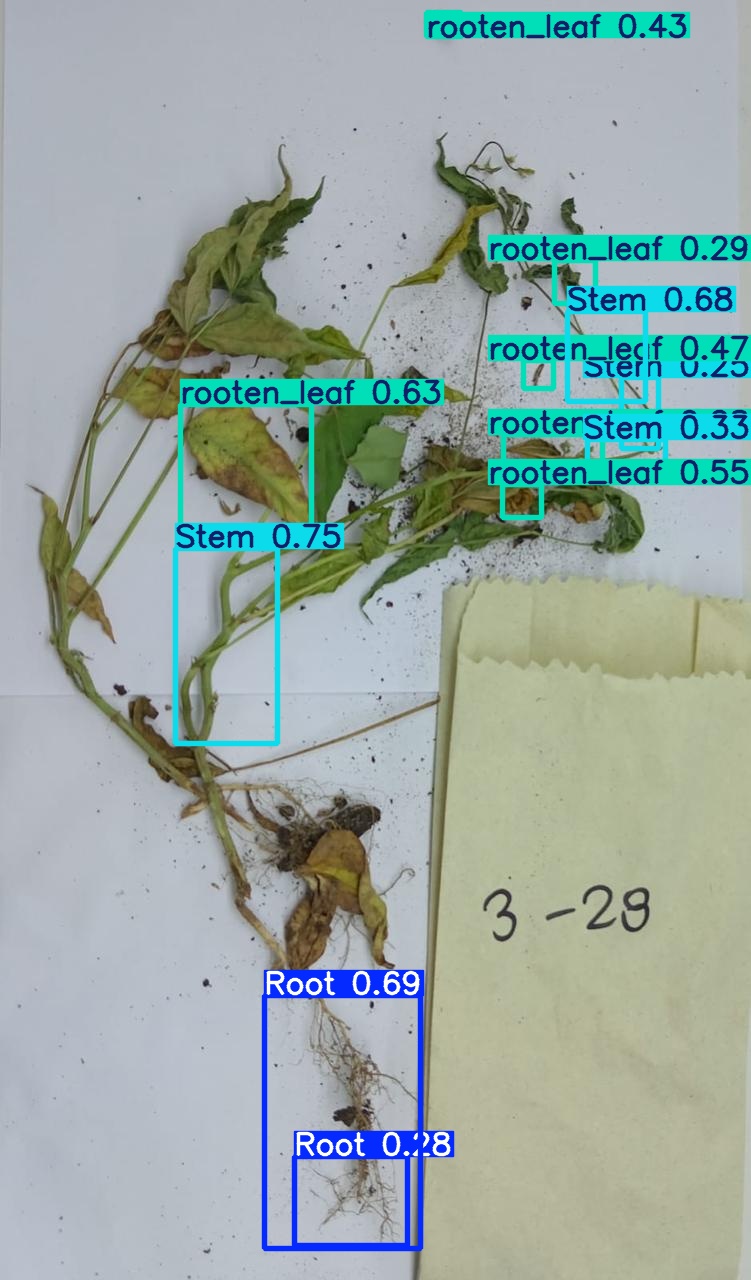 rooten_leaf 0.43
rooten_leaf 0.29
Stem 0.68
rooten_leaf 0.47
Stem 0.25
rooten_leaf 0.63
Stem 0.33
rooten_leaf 0.55
Stem 0.75
3-29
Root 0.69
Root 0.28